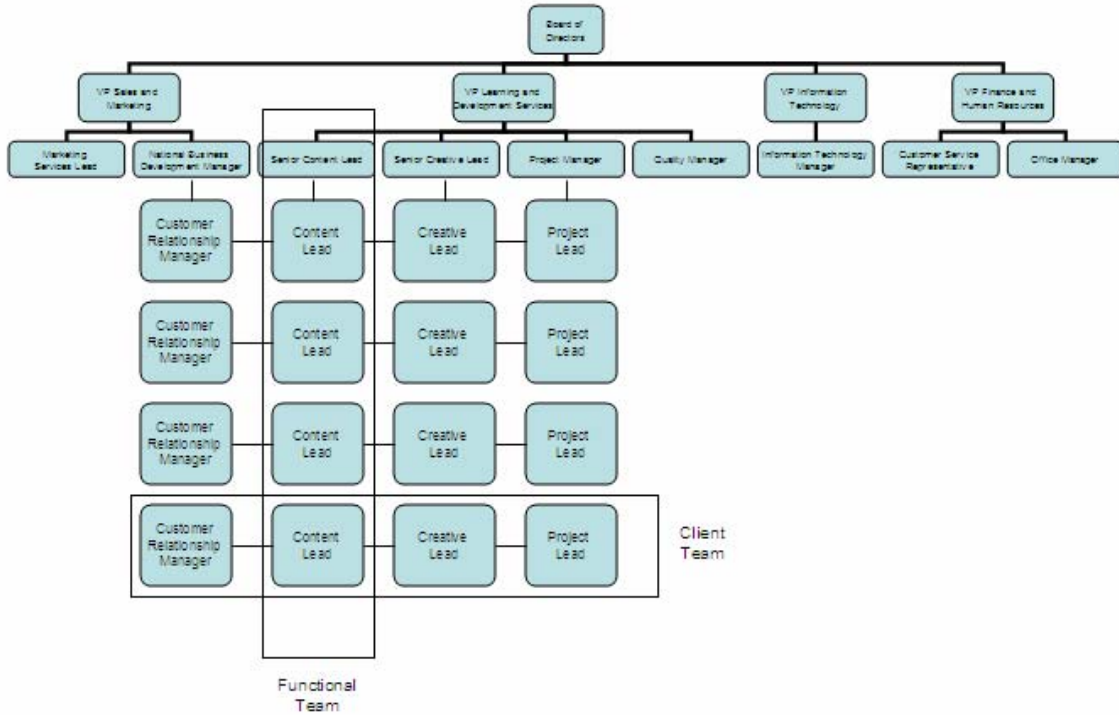 Board of
Directors
VP Sales and
Marketing
VP Learning and
Development Services
VP Information
Technology
VP Finance and
Human Resources
Marketing
Services Lead
National Business
Development Manager
Senior Content Lead
Senior Creative Lead
Project Manager
Quality Manager
Information Technology
Manager
Customer Service
Representative
Office Manager
Customer
Relationship
Manager
Content
Lead
Creative
Lead
Project
Lead
Customer
Relationship
Manager
Content
Lead
Creative
Lead
Project
Lead
Customer
Relationship
Manager
Content
Lead
Creative
Lead
Project
Lead
Customer
Relationship
Manager
Content
Lead
Creative
Lead
Project
Lead
Client
Team
Functional
Team